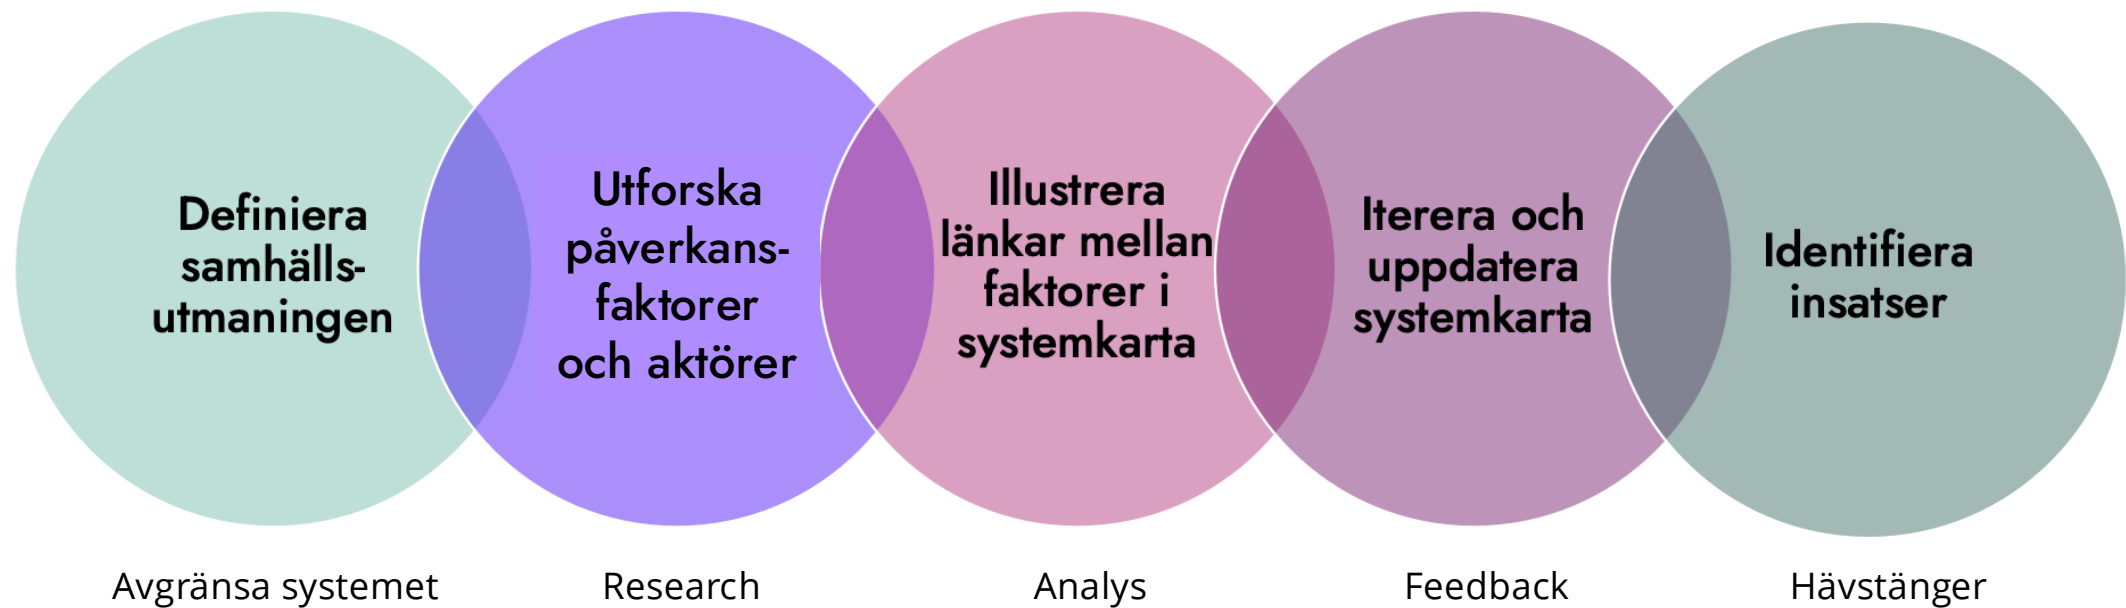 Definiera
samhälls-
utmaningen
Utforska
påverkans-
faktorer
och aktörer
Illustrera
länkar mellan
faktorer i
systemkarta
Iterera och
uppdatera
systemkarta
Identifiera
insatser
Avgränsa systemet
Research
Analys
Feedback
Hävstänger